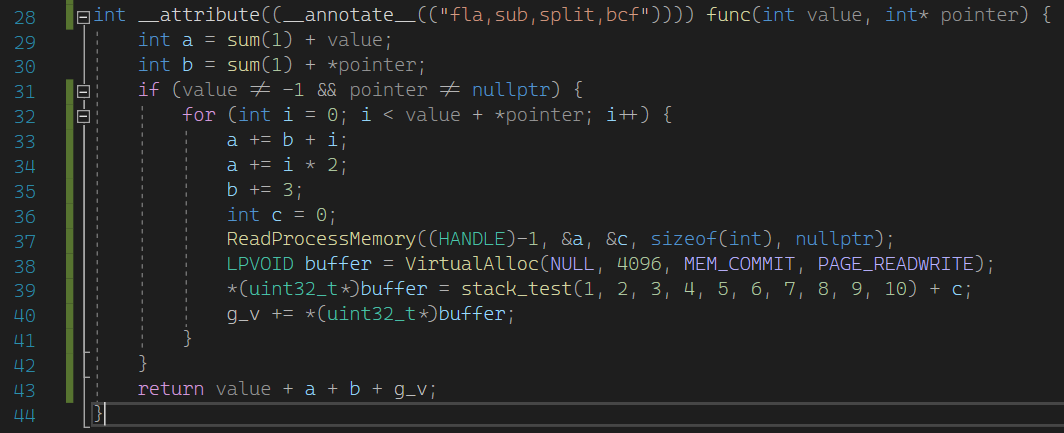 28 int __attribute((__annotate__(("fla,sub,split,bcf")))) func(int value, int* pointer) {
29     int a = sum(1) + value;
30     int b = sum(1) + *pointer;
31     if (value != -1 && pointer != nullptr) {
32         for (int i = 0; i < value + *pointer; i++) {
33             a += b + i;
34             a += i * 2;
35             b += 3;
36             int c = 0;
37             ReadProcessMemory((HANDLE)-1, &a, &c, sizeof(int), nullptr);
38             LPVOID buffer = VirtualAlloc(NULL, 4096, MEM_COMMIT, PAGE_READWRITE);
39             *(uint32_t*)buffer = stack_test(1, 2, 3, 4, 5, 6, 7, 8, 9, 10) + c;
40             g_v += *(uint32_t*)buffer;
41         }
42     }
43     return value + a + b + g_v;
44 }